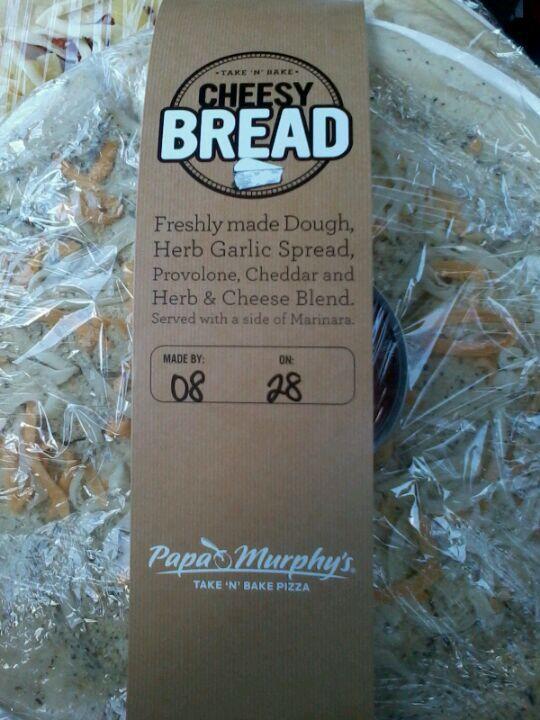 • TAKE 'N' BAKE •
CHEESY
BREAD
Freshly made Dough,
Herb Garlic Spread,
Provolone, Cheddar and
Herb & Cheese Blend.
Served with a side of Marinara.
MADE BY: ON:
08 28
Papa Murphy's
TAKE 'N' BAKE PIZZA